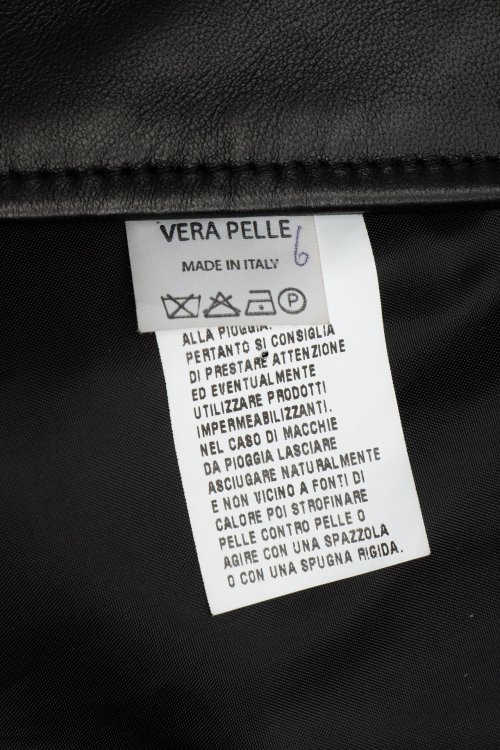 VERA PELLE
6
MADE IN ITALY
P
ALLA PIOGGIA.
PERTANTO SI CONSIGLIA
DI PRESTARE ATTENZIONE
ED EVENTUALMENTE
UTILIZZARE PRODOTTI
IMPERMEABILIZZANTI.
NEL CASO DI MACCHIE
DA PIOGGIA LASCIARE
ASCIUGARE NATURALMENTE
E NON VICINO A FONTI DI
CALORE POI STROFINARE
PELLE CONTRO PELLE O
AGIRE CON UNA SPAZZOLA
O CON UNA SPUGNA RIGIDA.